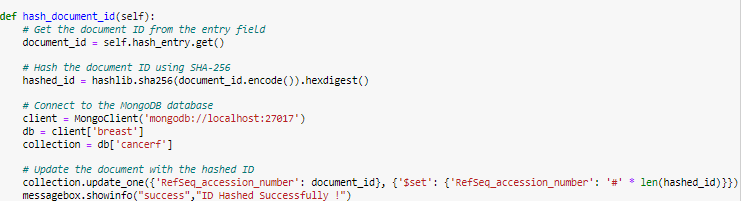 def hash_document_id(self):
# Get the document ID from the entry field
document_id = self.hash_entry.get()
# Hash the document ID using SHA-256
hashed_id = hashlib.sha256(document_id.encode()).hexdigest()
# Connect to the MongoDB database
client = MongoClient('mongodb://localhost:27017')
db = client['breast']
collection = db['cancerf']
# Update the document with the hashed ID
collection.update_one({'RefSeq_accession_number': document_id}, {'$set': {'RefSeq_accession_number': '#' * len(hashed_id)}})
messagebox.showinfo("success","ID Hashed Successfully !")